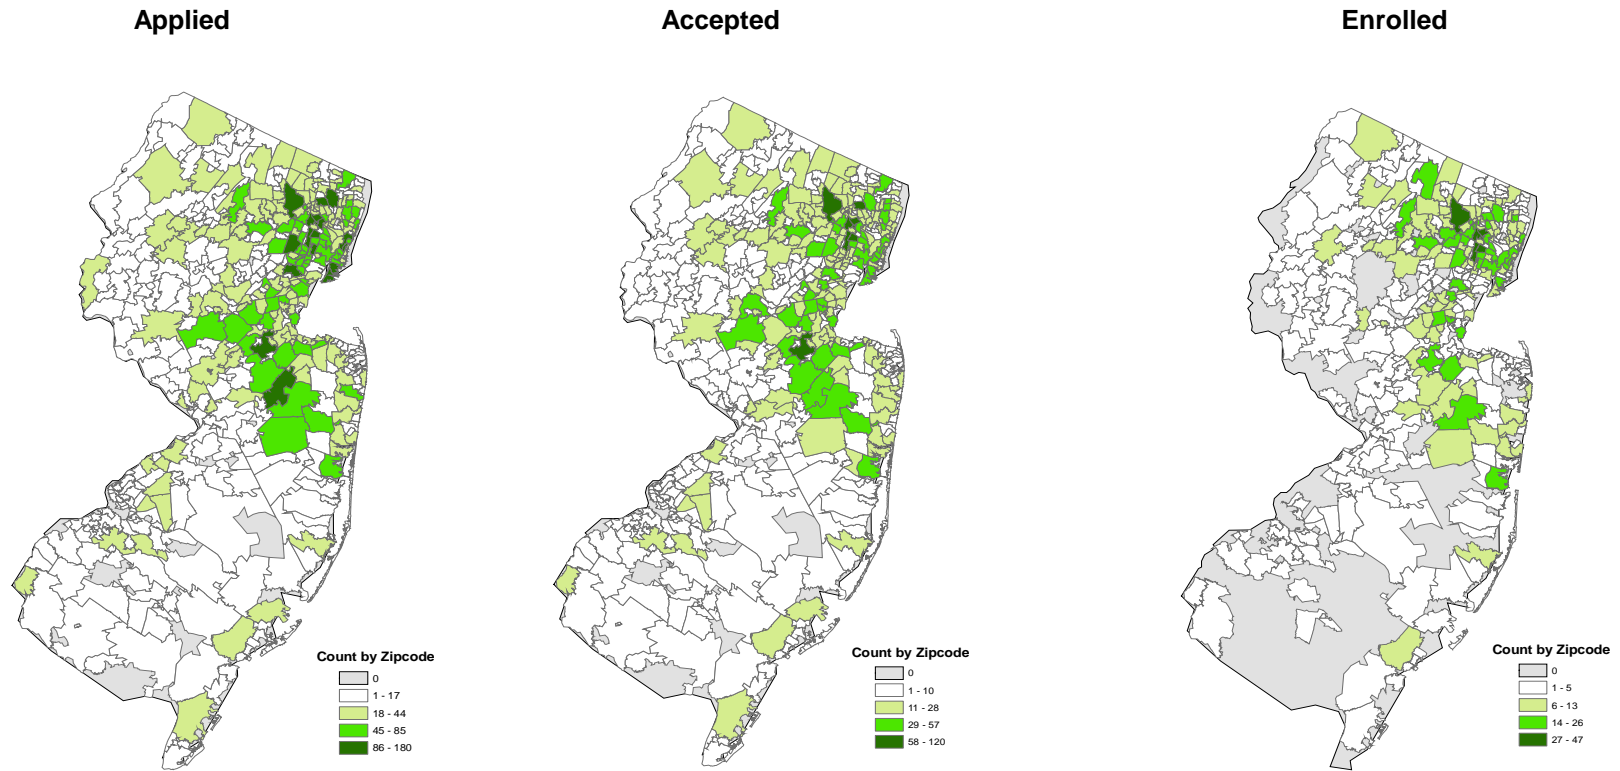 Applied
Accepted
Enrolled
Count by Zipcode
0
1 - 17
18 - 44
45 - 85
86 - 180
Count by Zipcode
0
1 - 10
11 - 28
29 - 57
58 - 120
Count by Zipcode
0
1 - 5
6 - 13
14 - 26
27 - 47